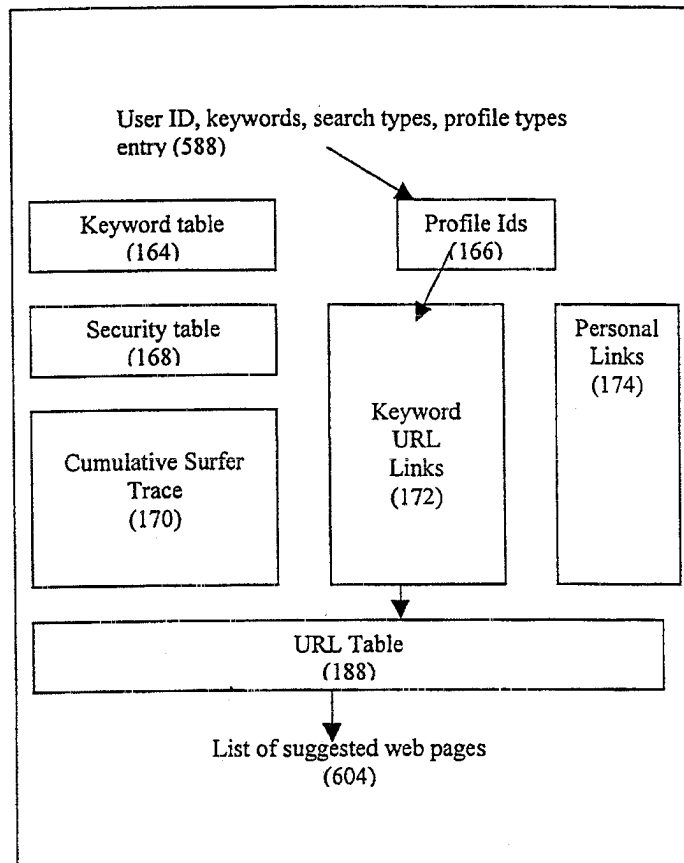 User ID, keywords, search types, profile types
entry (588)
Keyword table
(164)
Profile Ids
(166)
Security table
(168)
Personal
Links
(174)
Keyword
URL
Links
(172)
Cumulative Surfer
Trace
(170)
URL Table
(188)
List of suggested web pages
(604)